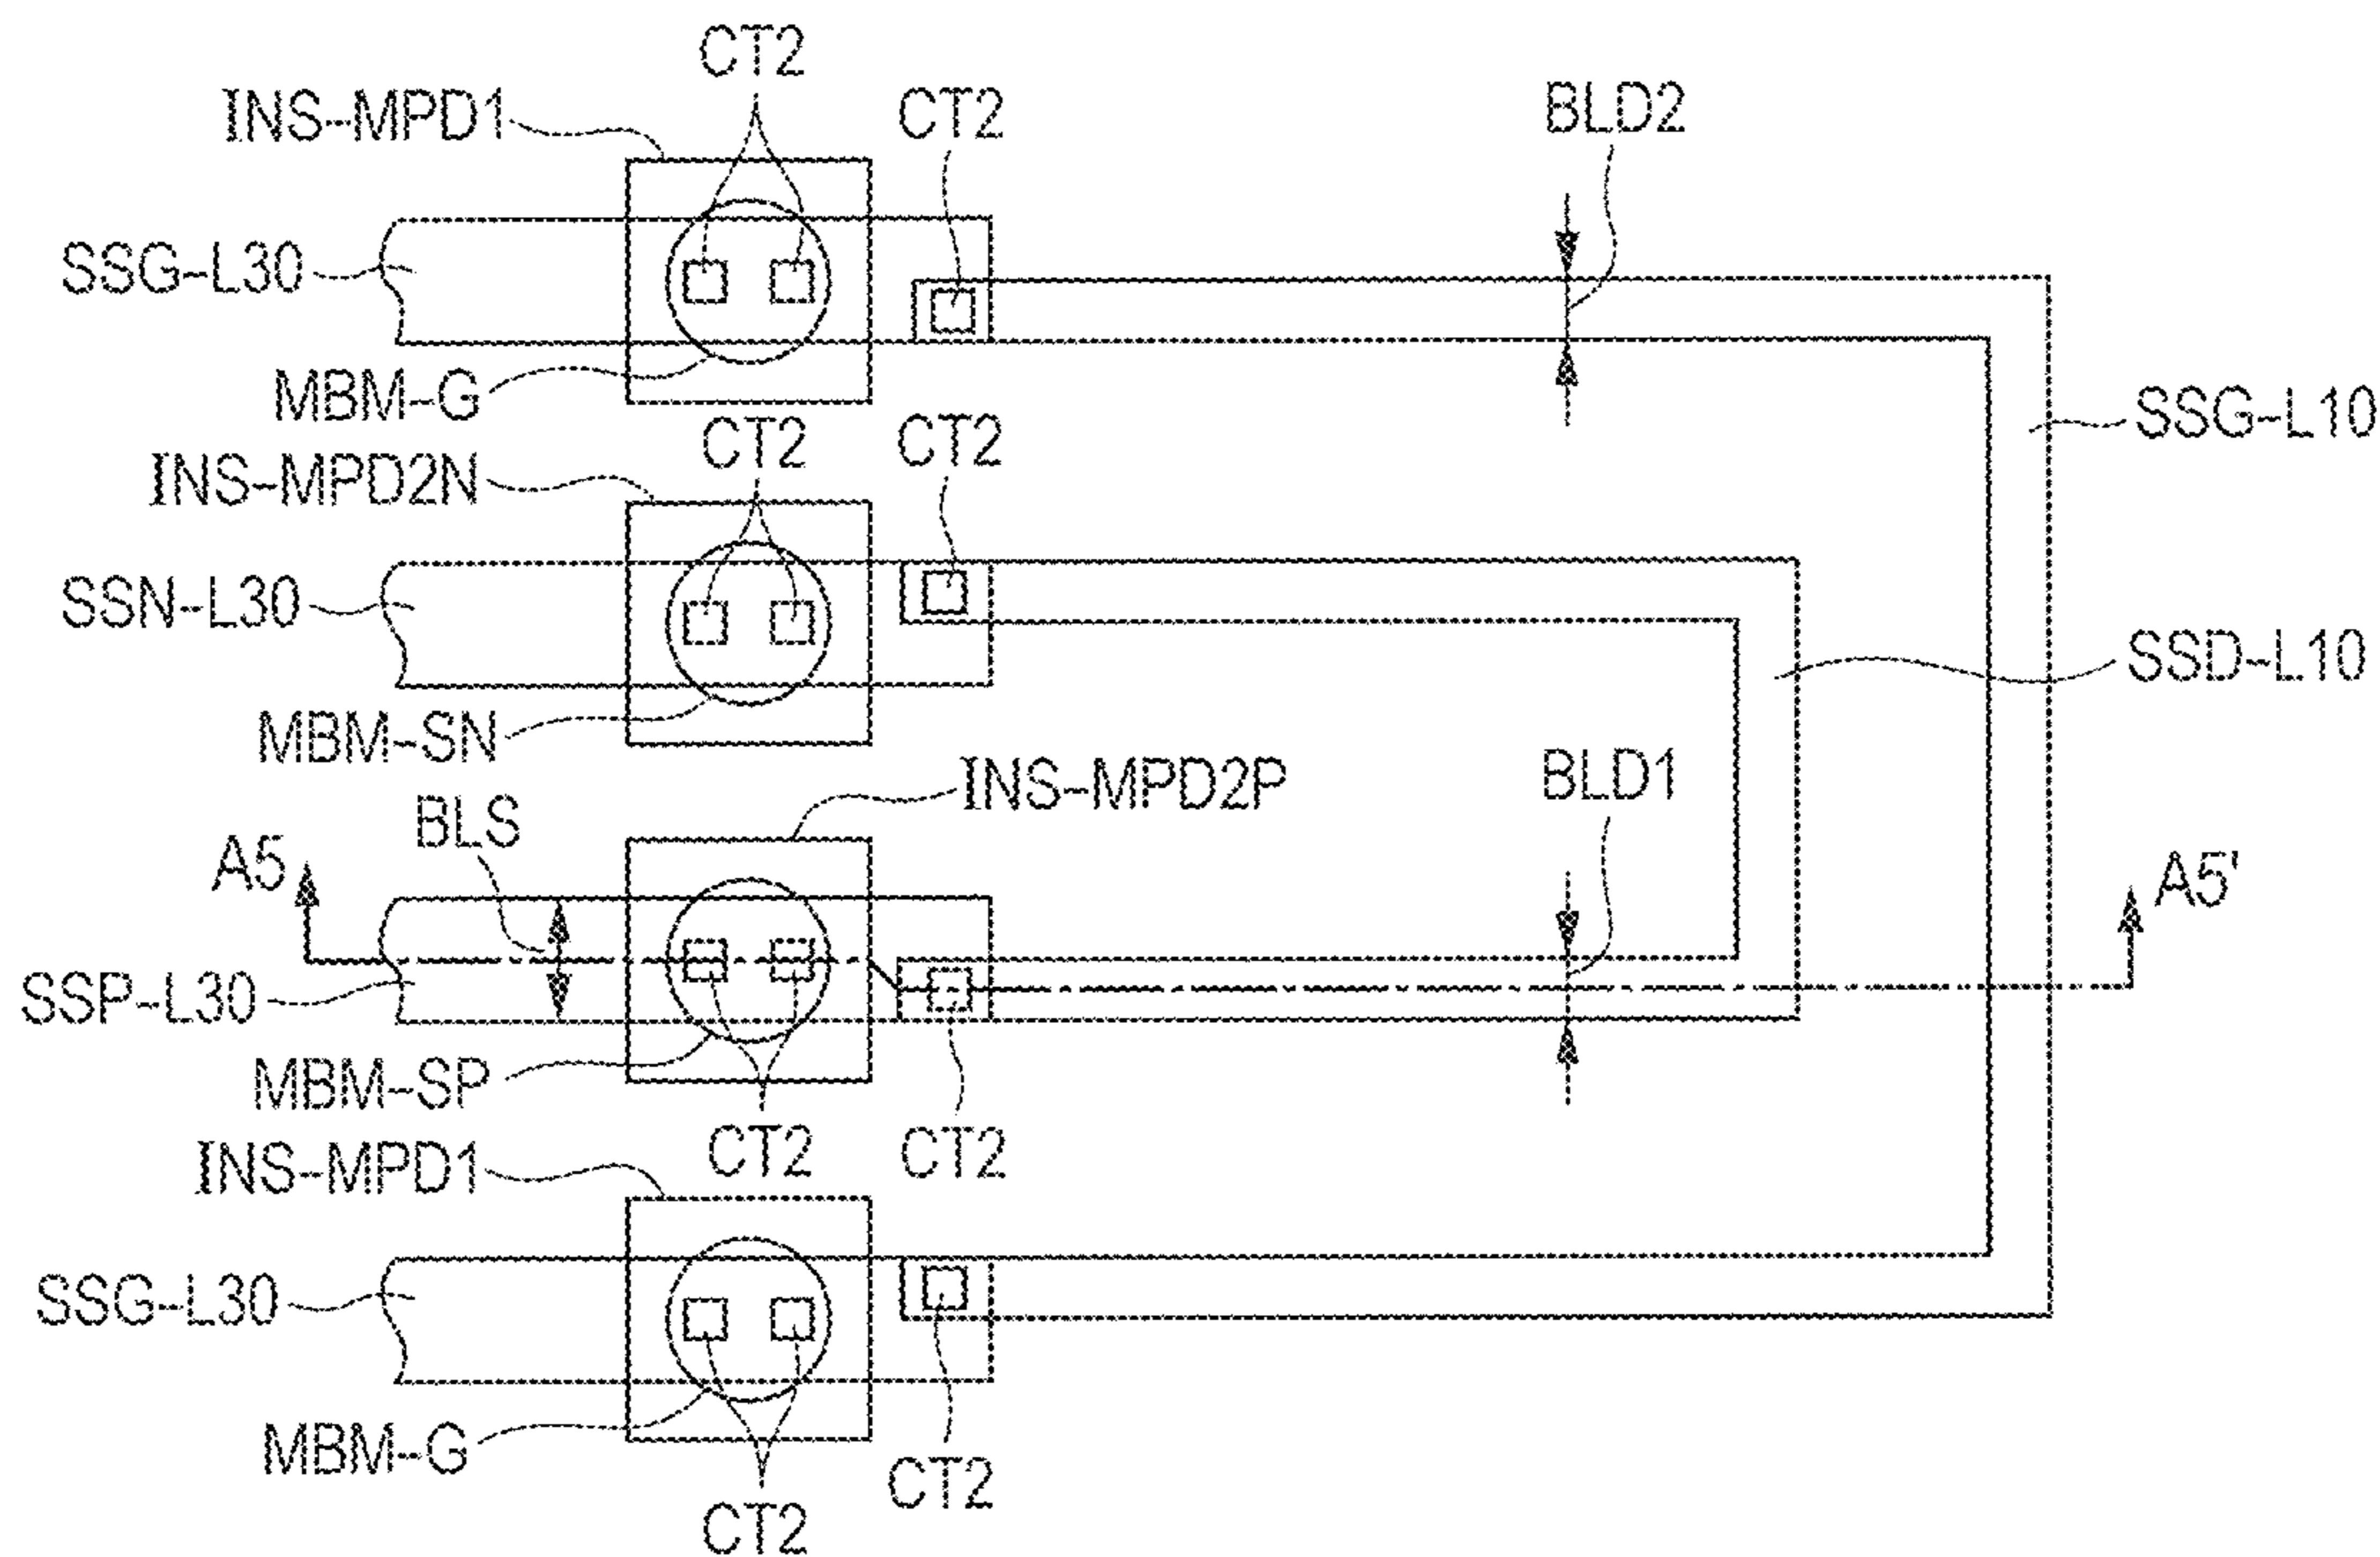 CT2
INS-MPD1
CT2
BLD2
SSG-L30
MBM-G
SSG-L10
CT2
CT2
INS-MPD2N
SSN-L30
SSD-L10
MBM-SN
INS-MPD2P
BLD1
BLS
A5
A5'
SSP-L30
MBM-SP
CT2
CT2
INS-MPD1
SSG-L30
MBM-G
CT2
CT2